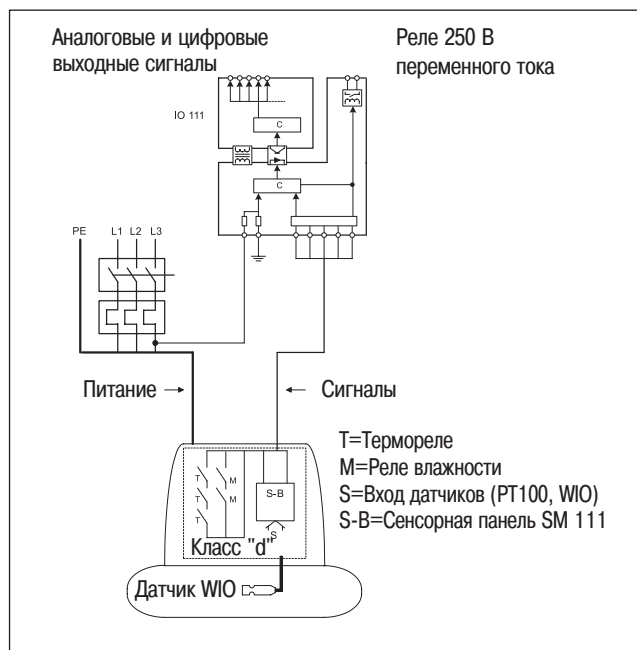 Аналоговые и цифровые
выходные сигналы
Реле 250 В
переменного тока
IO 111
C
C
PE L1 L2 L3
Питание
Сигналы
T
T
T
M
M
S-B
S
Класс "d"
Датчик WIO
T=Термореле
M=Реле влажности
S=Вход датчиков (PT100, WIO)
S-B=Сенсорная панель SM 111